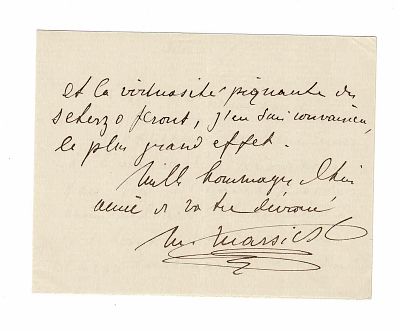 et la virtuosité piquante du
scherzo feront, j'en suis convaincu,
le plus grand effet.
Mille hommages chère
amie et votre dévoué
M. Marsick